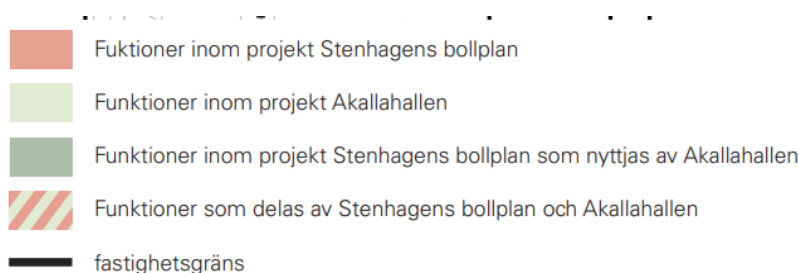 Fuktioner inom projekt Stenhagens bollplan
Funktioner inom projekt Akallahallen
Funktioner inom projekt Stenhagens bollplan som nyttjas av Akallahallen
Funktioner som delas av Stenhagens bollplan och Akallahallen
fastighetsgräns